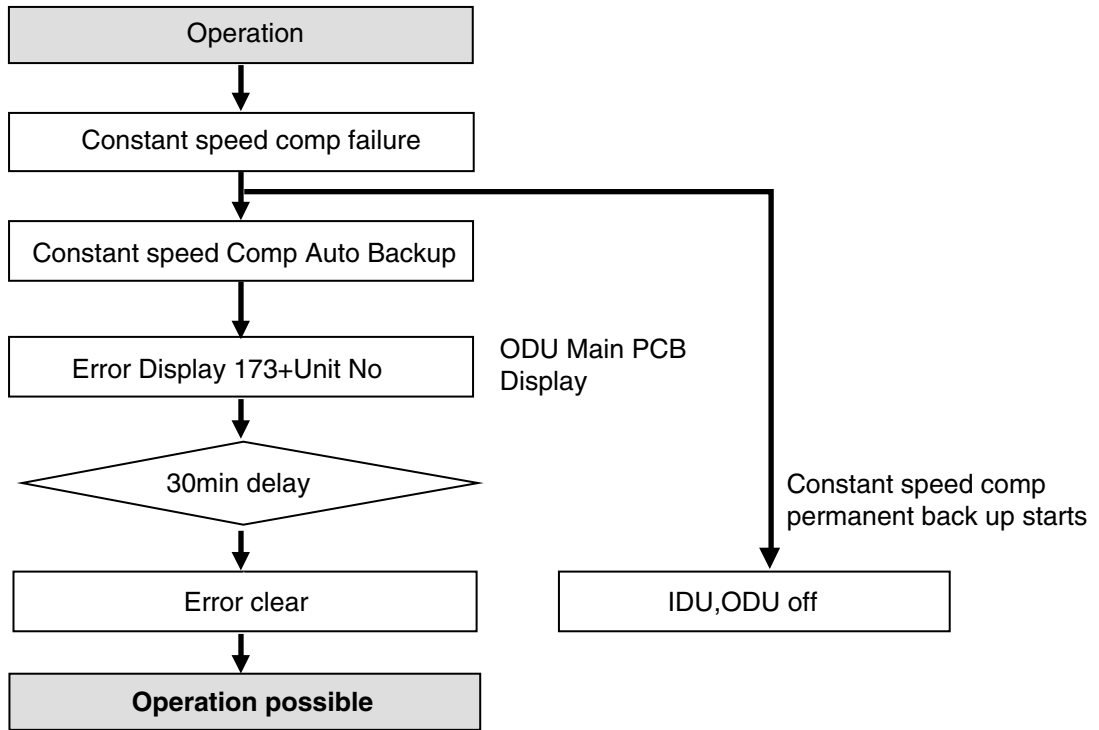 Operation
Constant speed comp failure
Constant speed Comp Auto Backup
Error Display 173+Unit No
ODU Main PCB
Display
30min delay
Constant speed comp
permanent back up starts
Error clear
IDU,ODU off
Operation possible